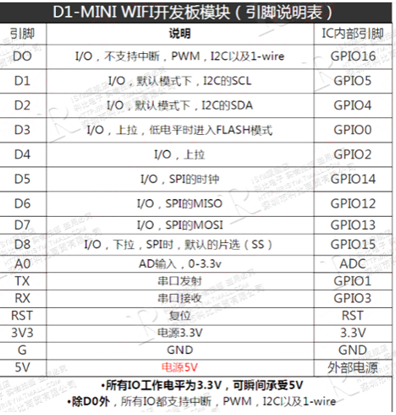 D1-MINI WIFI开发板模块（引脚说明表）
引脚 说明 IC内部引脚
DO I/O，不支持中断，PWM，I2C以及1-wire GPIO16
D1 I/O，默认模式下，I2C的SCL GPIO5
D2 I/O，默认模式下，I2C的SDA GPIO4
D3 I/O，上拉，低电平时进入FLASH模式 GPIO0
D4 I/O，上拉 GPIO2
D5 I/O，SPI的时钟 GPIO14
D6 I/O，SPI的MISO GPIO12
D7 I/O，SPI的MOSI GPIO13
D8 I/O，下拉，SPI时，默认的片选（SS） GPIO15
A0 AD输入，0-3.3v ADC
TX 串口发射 GPIO1
RX 串口接收 GPIO3
RST 复位 RST
3V3 电源3.3V 3.3V
G GND GND
5V 电源5V 外部电源
•所有IO工作电平为3.3V，可瞬间承受5V
•除D0外，所有IO都支持中断，PWM，I2C以及1-wire